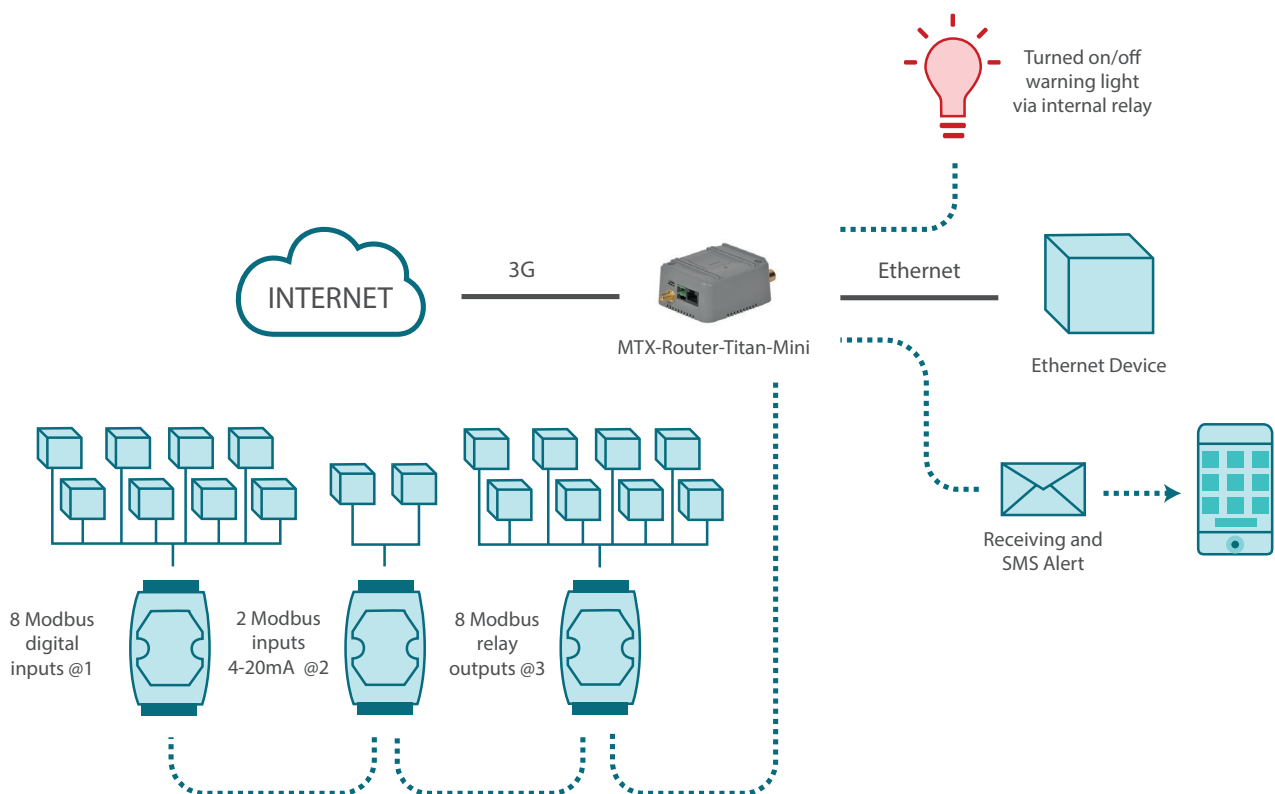 Turned on/off
warning light
via internal relay
INTERNET
3G
Ethernet
MTX-Router-Titan-Mini
Ethernet Device
Receiving and
SMS Alert
8 Modbus
digital
inputs @1
2 Modbus
inputs
4-20mA @2
8 Modbus
relay
outputs @3